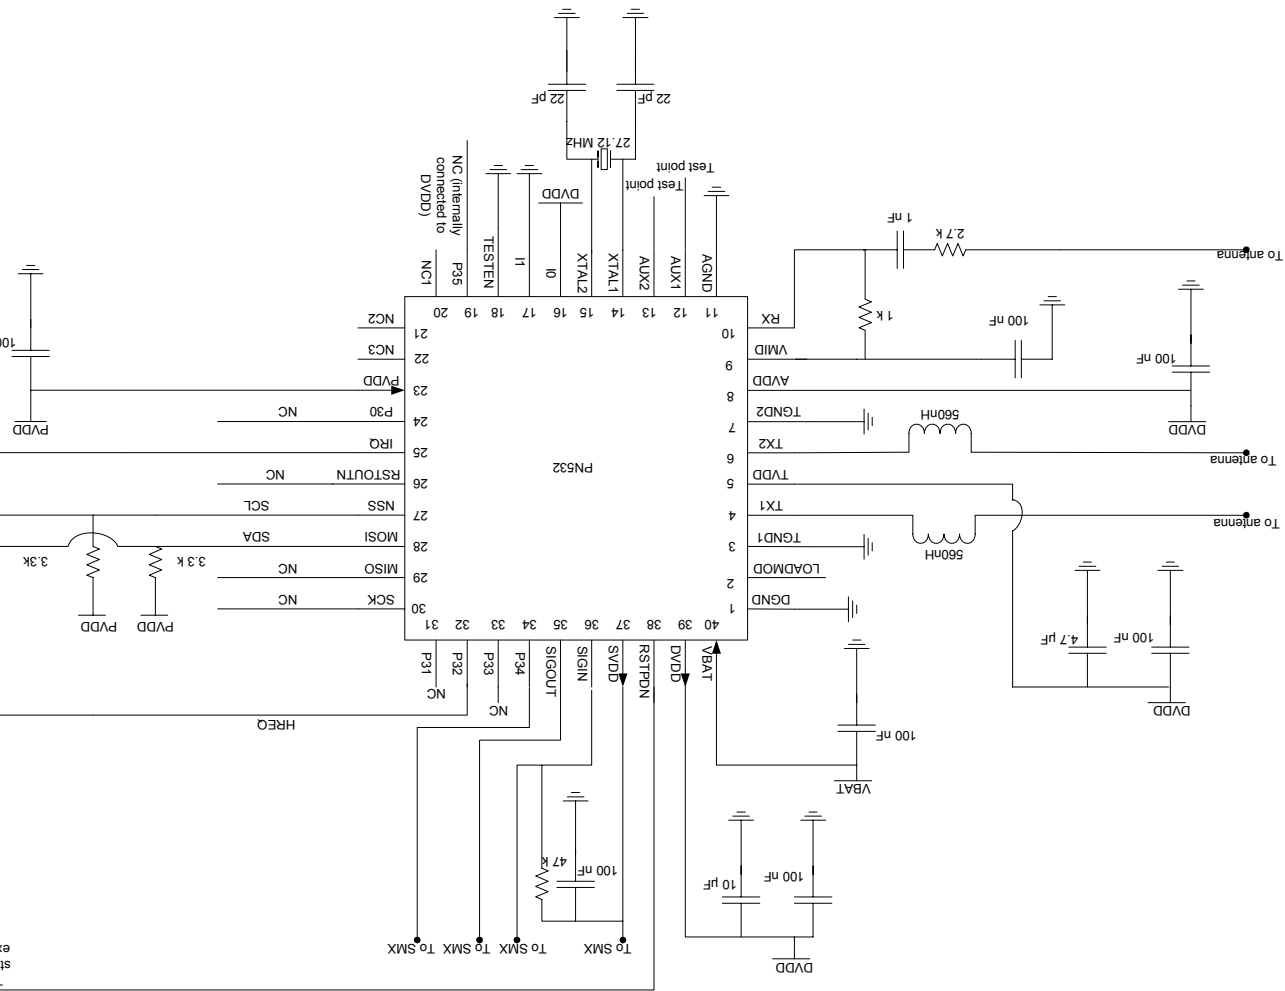 DVDD
To SMX
To SMX
To SMX
To SMX
100 nF
10 µF
100 nF
47 k
VBAT
100 nF
HREQ
DVDD
100 nF
4.7 µF
NC
NC
VBAT
DVDD
RSTPDN
SVDD
SIGIN
SIGOUT
P34
P33
P32
P31
40
39
38
37
36
35
34
33
32
31
PVDD
PVDD
DGND
1
30
SCK
NC
LOADMOD
2
29
MISO
NC
3.3 k
3.3k
560nH
TGND1
3
28
MOSI
SDA
To antenna
TX1
4
27
NSS
SCL
TVDD
5
PN532
26
RSTOUTN
NC
To antenna
TX2
6
25
IRQ
DVDD
560nH
TGND2
7
24
P30
NC
PVDD
100 nF
AVDD
8
23
PVDD
100 nF
VMID
9
22
NC3
1 k
RX
10
21
NC2
11
12
13
14
15
16
17
18
19
20
To antenna
2.7 k
1 nF
AGND
AUX1
AUX2
XTAL1
XTAL2
I0
I1
TESTEN
P35
NC1
DVDD
NC (internally
connected to
DVDD)
Test point
Test point
27.12 MHz
22 pF
22 pF